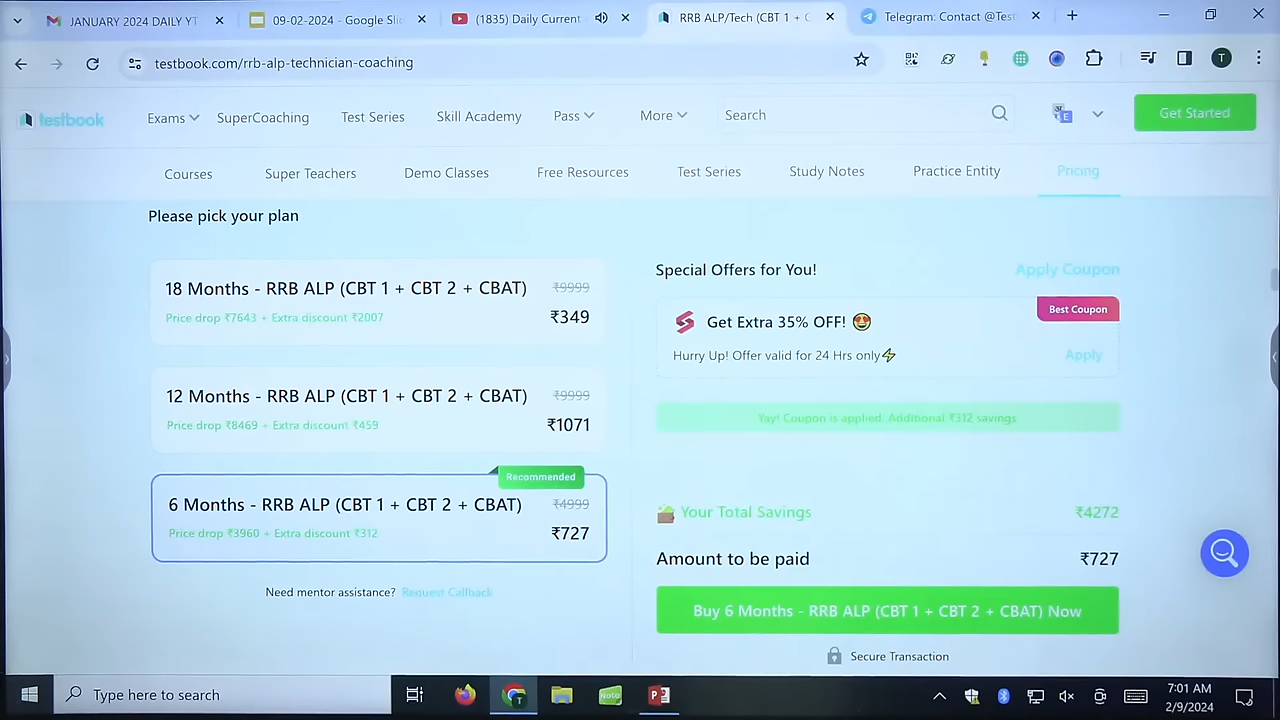 JANUARY 2024 DAILY YT
09-02-2024 - Google Slid
(1835) Daily Current
RRB ALP/Tech (CBT 1 + C
Telegram: Contact @Test
testbook.com/rrb-alp-technician-coaching
T
testbook
Exams
SuperCoaching
Test Series
Skill Academy
Pass
More
Search
Get Started
Courses
Super Teachers
Demo Classes
Free Resources
Test Series
Study Notes
Practice Entity
Pricing
Please pick your plan
18 Months - RRB ALP (CBT 1 + CBT 2 + CBAT) ₹9999
Price drop ₹7643 + Extra discount ₹2007 ₹349
12 Months - RRB ALP (CBT 1 + CBT 2 + CBAT) ₹9999
Price drop ₹8469 + Extra discount ₹459 ₹1071
Recommended
6 Months - RRB ALP (CBT 1 + CBT 2 + CBAT) ₹4999
Price drop ₹3960 + Extra discount ₹312 ₹727
Need mentor assistance? Request Callback
Special Offers for You! Apply Coupon
Best Coupon
Get Extra 35% OFF! 😍
Hurry Up! Offer valid for 24 Hrs only⚡ Apply
Yay! Coupon is applied. Additional ₹312 savings
Your Total Savings ₹4272
Amount to be paid ₹727
Buy 6 Months - RRB ALP (CBT 1 + CBT 2 + CBAT) Now
Secure Transaction
Type here to search
Note
7:01 AM
2/9/2024